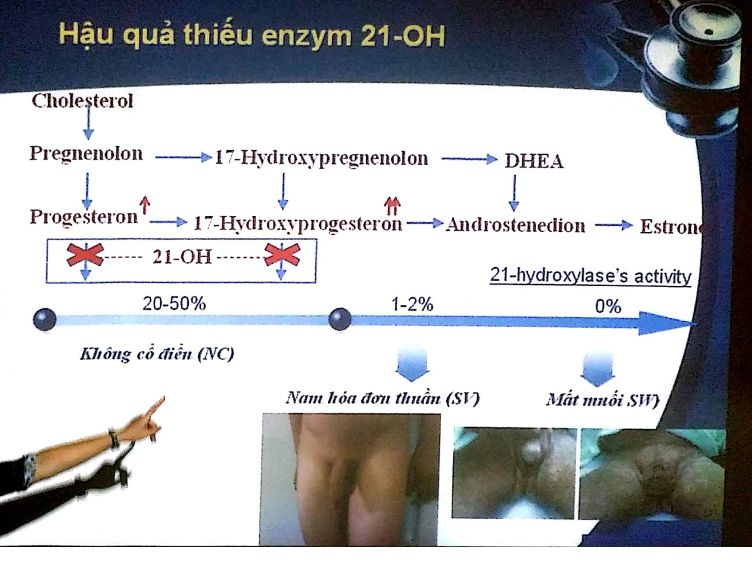 Hậu quả thiếu enzym 21-OH
Cholesterol
Pregnenolon 17-Hydroxypregnenolon DHEA
Progesteron 17-Hydroxyprogesteron Androstenedion Estron
21-OH
21-hydroxylase's activity
20-50% 1-2% 0%
Không cổ điển (NC)
Nam hóa đơn thuần (SV) Mất muối SW)